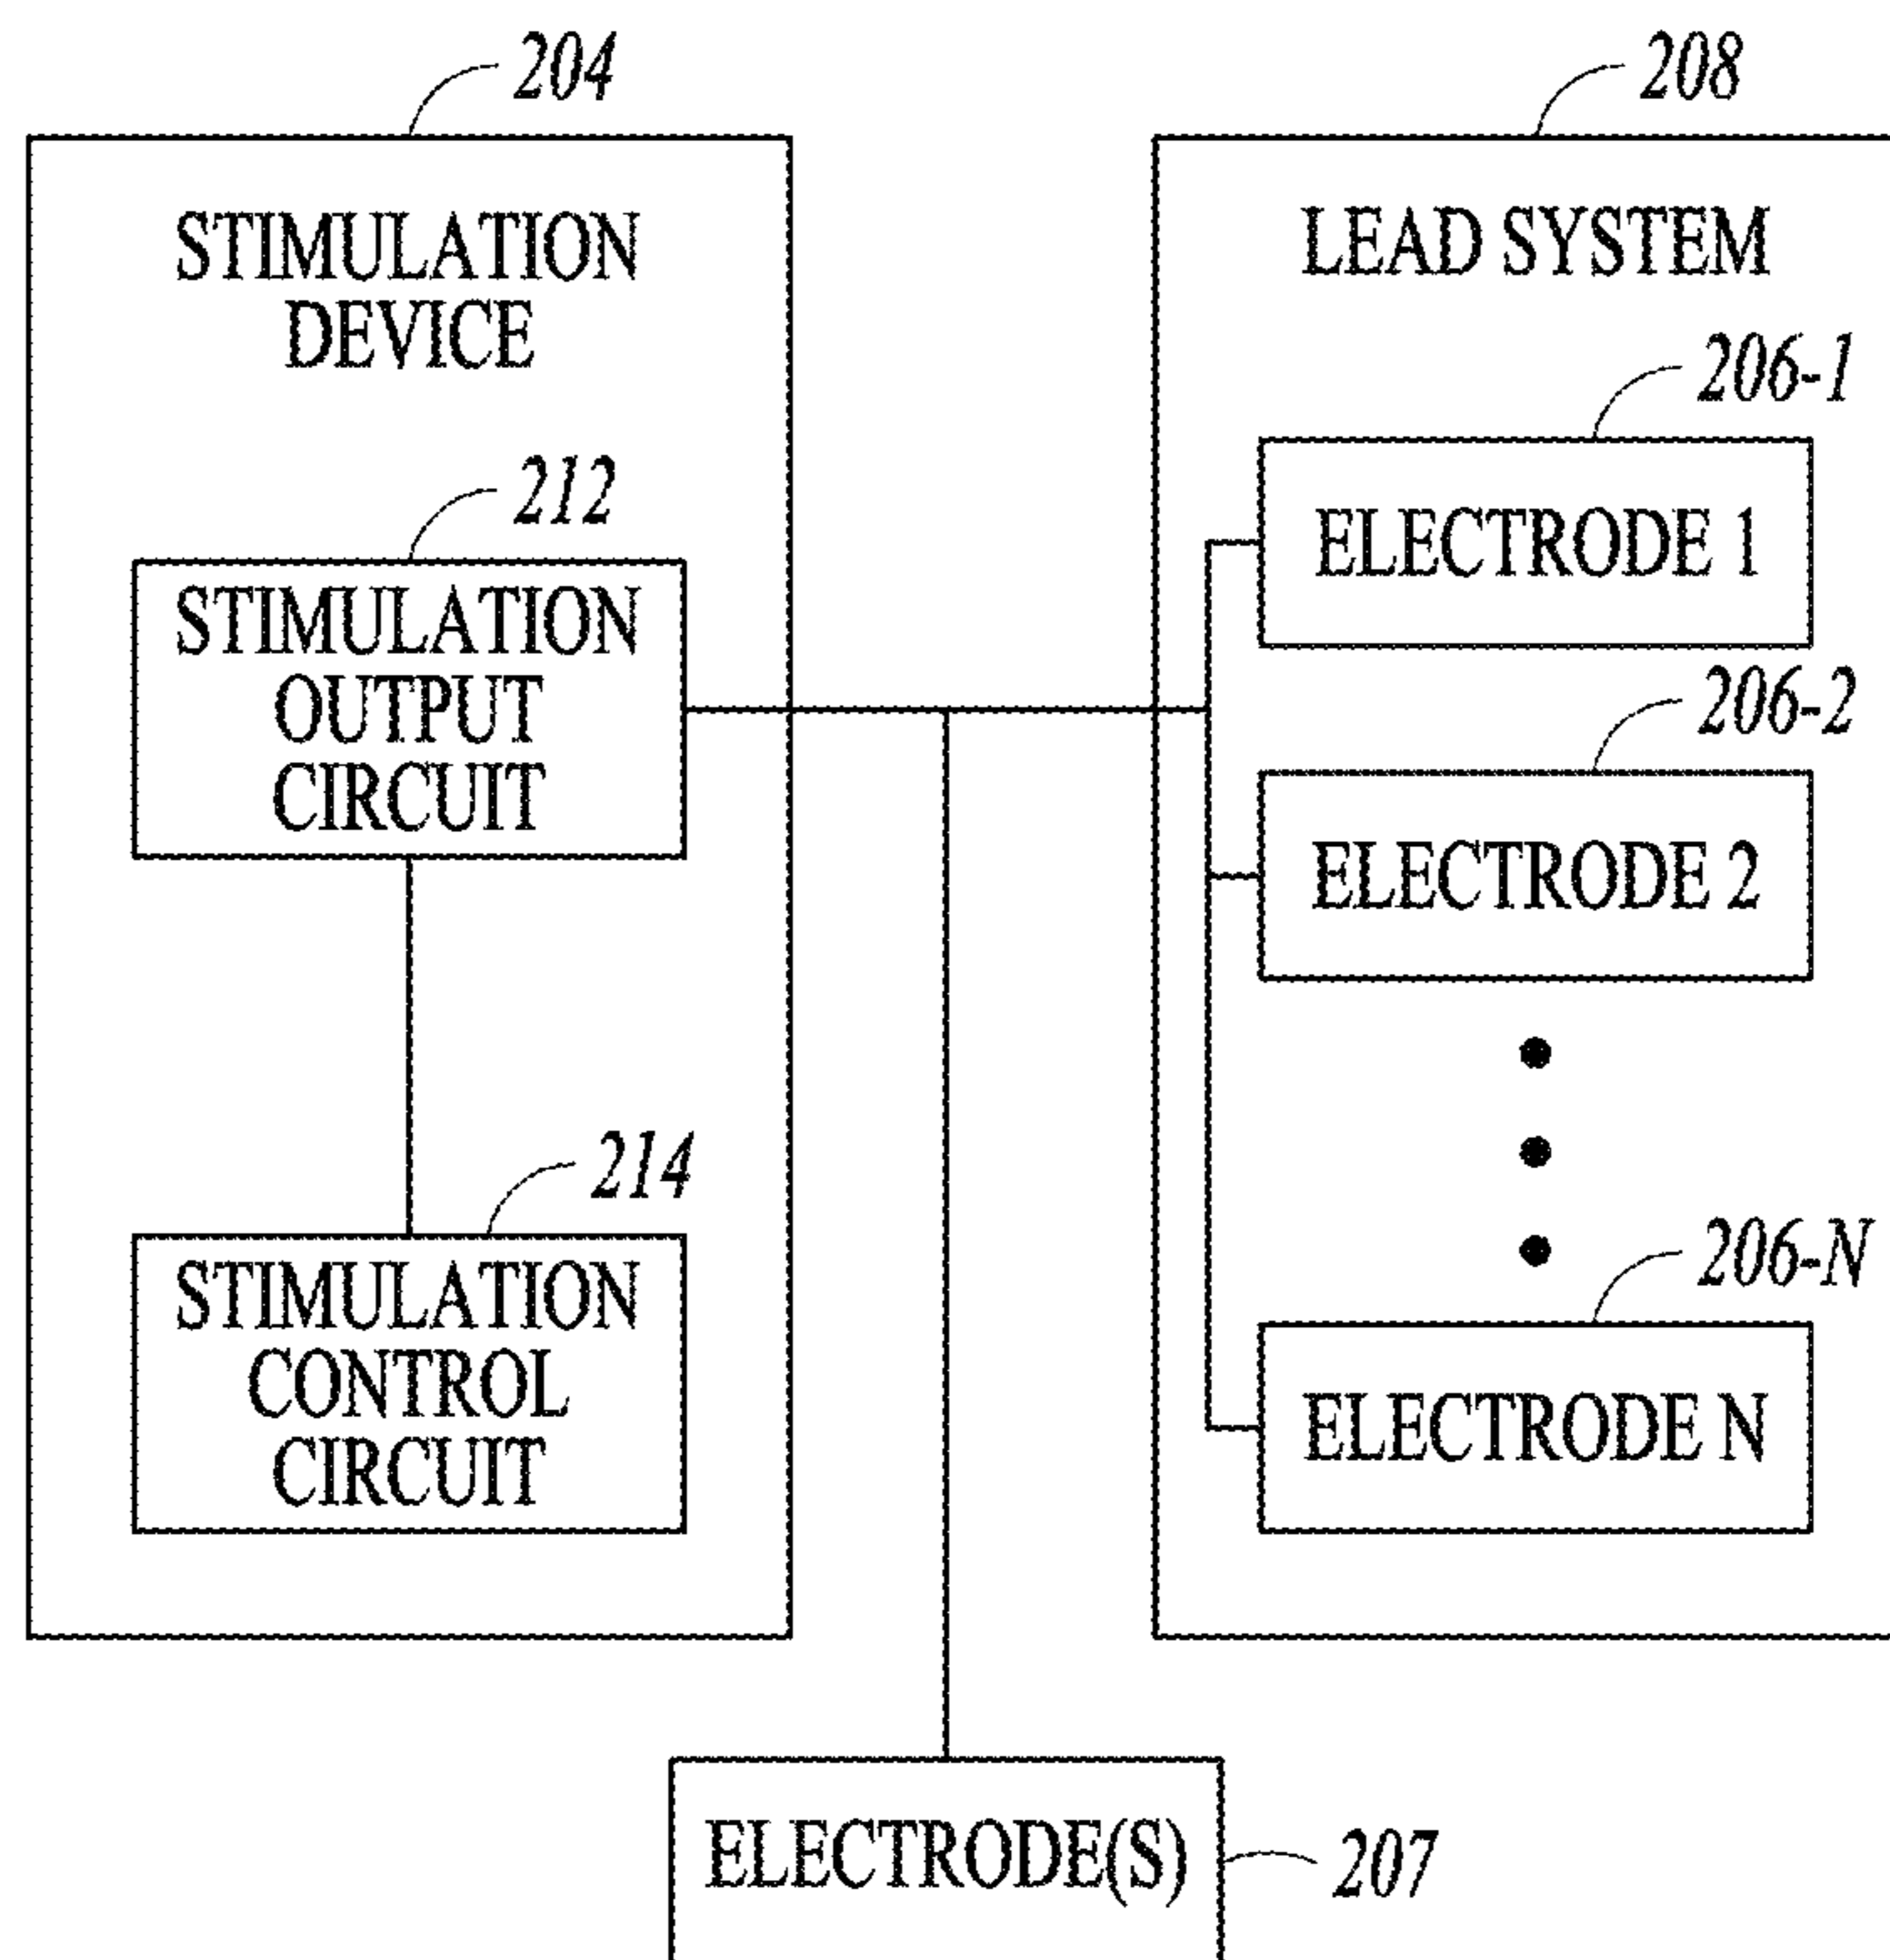 204
STIMULATION
DEVICE
212
STIMULATION
OUTPUT
CIRCUIT
214
STIMULATION
CONTROL
CIRCUIT
208
LEAD SYSTEM
206-1
ELECTRODE 1
206-2
ELECTRODE 2
206-N
ELECTRODE N
ELECTRODE(S)
207